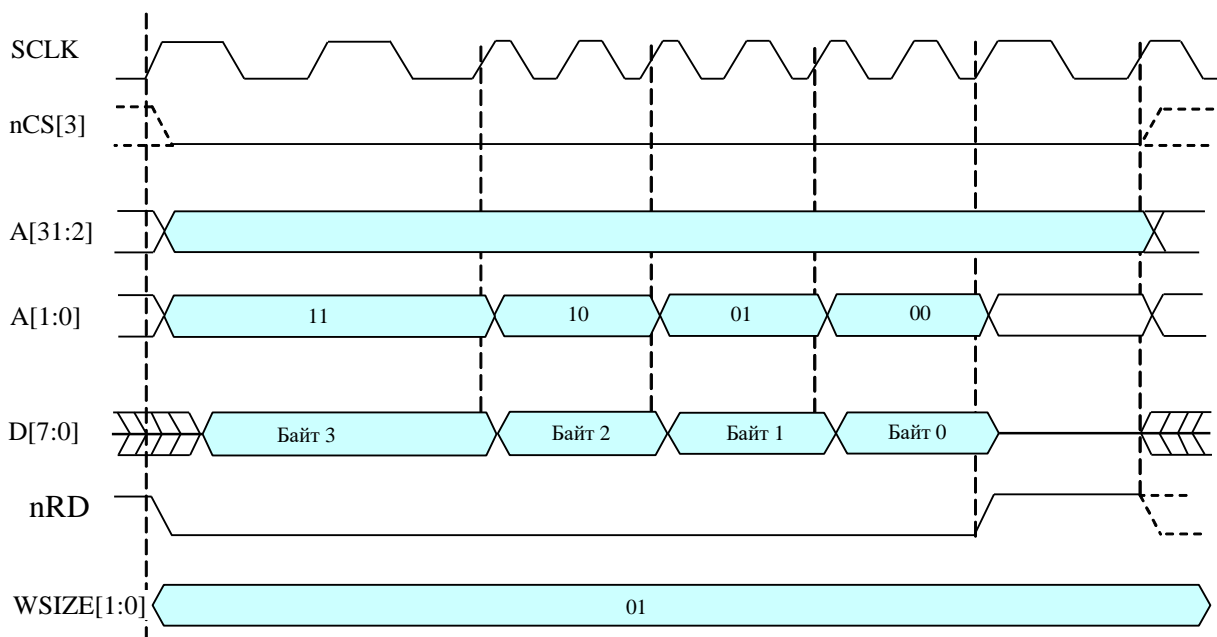 SCLK
nCS[3]
A[31:2]
A[1:0]
11
10
01
00
D[7:0]
Байт 3
Байт 2
Байт 1
Байт 0
nRD
WSIZE[1:0]
01